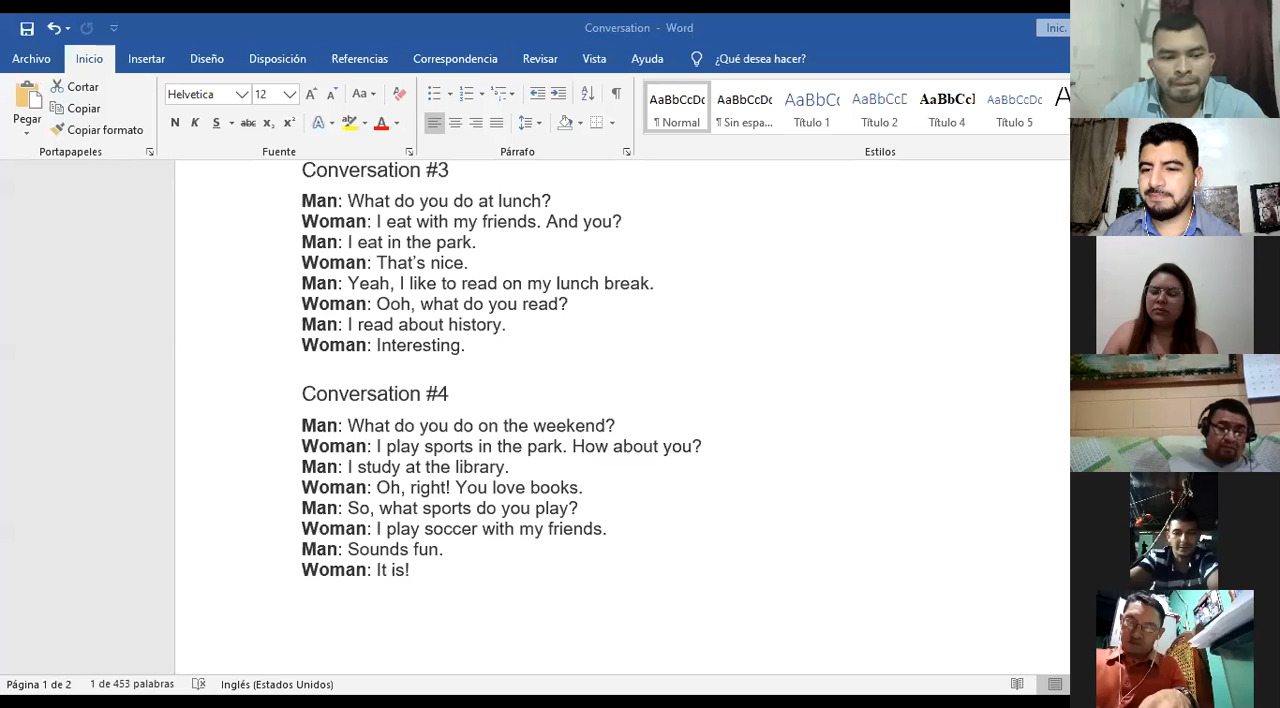 Conversation - Word
Inic.
Archivo Inicio Insertar Diseño Disposición Referencias Correspondencia Revisar Vista Ayuda ¿Qué desea hacer?
Pegar
Cortar
Copiar
Copiar formato
Portapapeles
Helvetica 12 Aa
N K S abc x₂ x² A A
Fuente
Párrafo
AaBbCcDc AaBbCcDc AaBbC AaBbCcD AaBbCcI AaBbCcD
¶ Normal ¶ Sin espa... Título 1 Título 2 Título 4 Título 5
Estilos
Conversation #3
Man: What do you do at lunch?
Woman: I eat with my friends. And you?
Man: I eat in the park.
Woman: That’s nice.
Man: Yeah, I like to read on my lunch break.
Woman: Ooh, what do you read?
Man: I read about history.
Woman: Interesting.
Conversation #4
Man: What do you do on the weekend?
Woman: I play sports in the park. How about you?
Man: I study at the library.
Woman: Oh, right! You love books.
Man: So, what sports do you play?
Woman: I play soccer with my friends.
Man: Sounds fun.
Woman: It is!
Página 1 de 2 1 de 453 palabras Inglés (Estados Unidos)